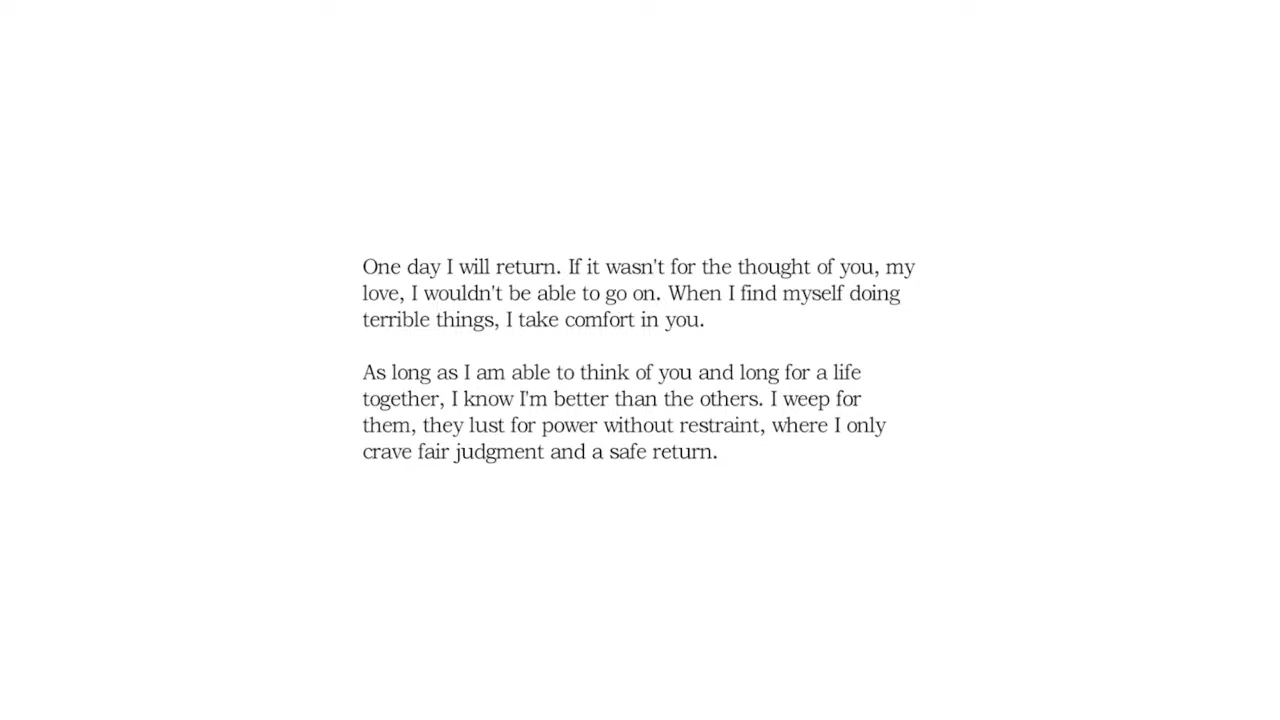 One day I will return. If it wasn't for the thought of you, my
love, I wouldn't be able to go on. When I find myself doing
terrible things, I take comfort in you.
As long as I am able to think of you and long for a life
together, I know I'm better than the others. I weep for
them, they lust for power without restraint, where I only
crave fair judgment and a safe return.